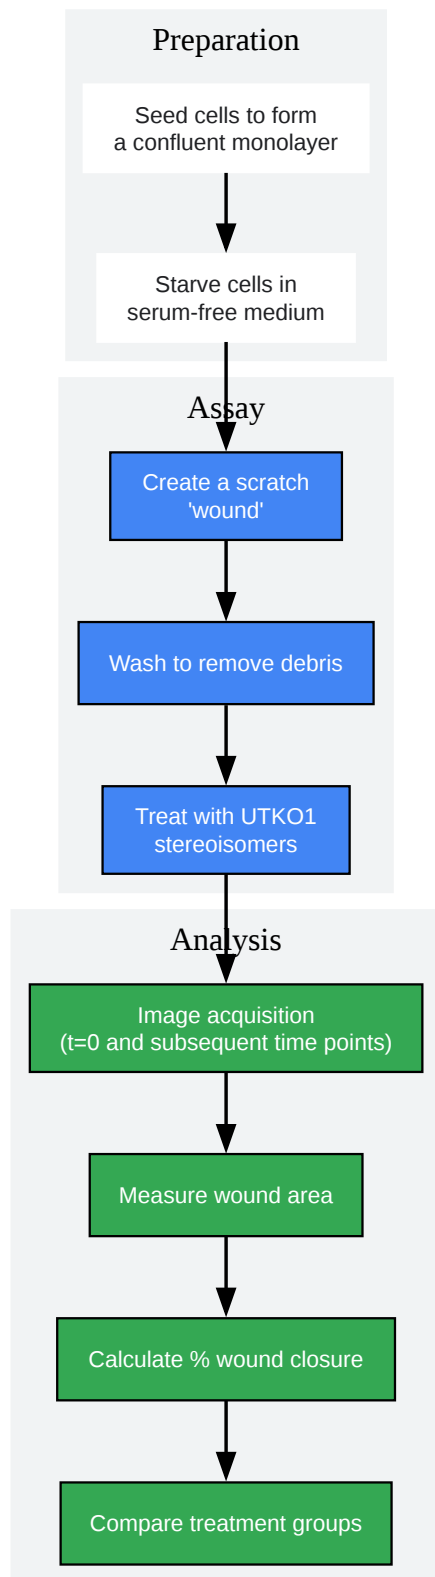 Preparation
Seed cells to form
a confluent monolayer
Starve cells in
serum-free medium
Assay
Create a scratch
'wound'
Wash to remove debris
Treat with UTKO1
stereoisomers
Analysis
Image acquisition
(t=0 and subsequent time points)
Measure wound area
Calculate % wound closure
Compare treatment groups